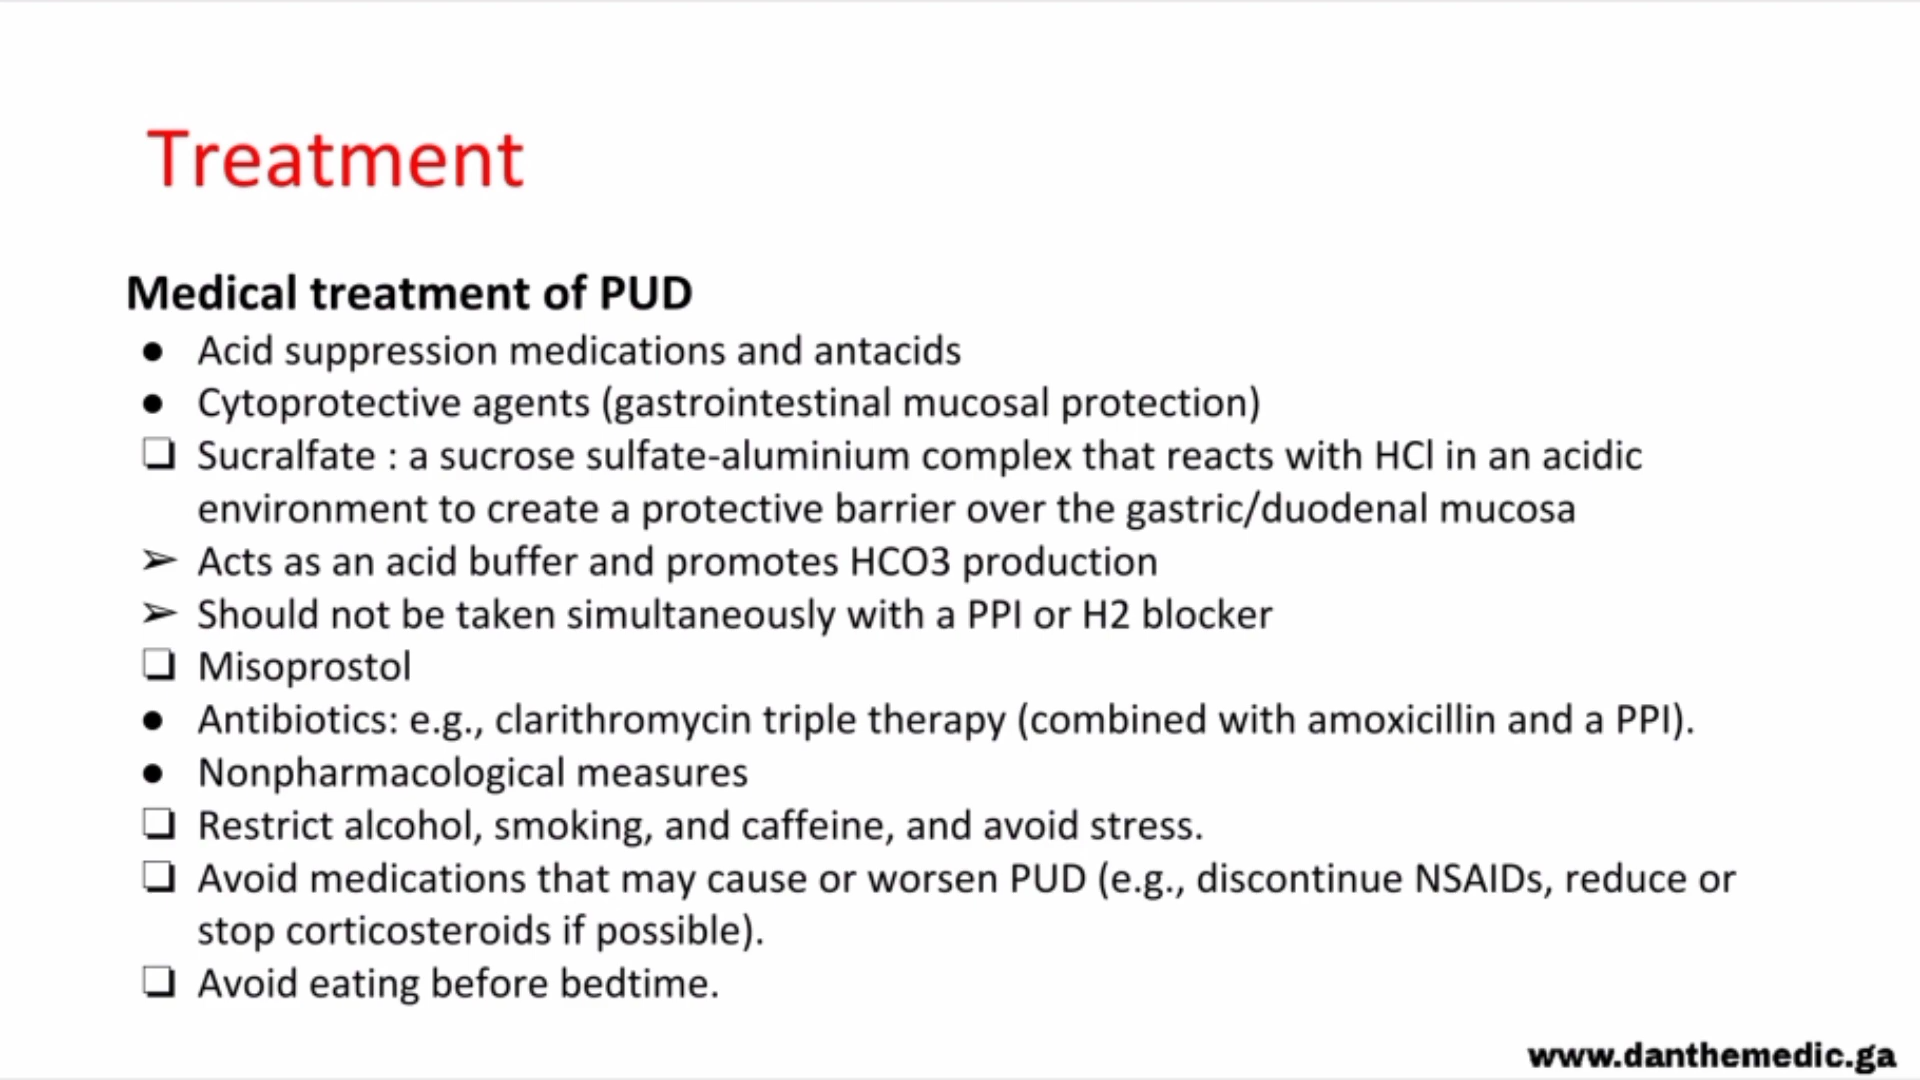 Treatment
Medical treatment of PUD
● Acid suppression medications and antacids
● Cytoprotective agents (gastrointestinal mucosal protection)
❏ Sucralfate : a sucrose sulfate-aluminium complex that reacts with HCl in an acidic
environment to create a protective barrier over the gastric/duodenal mucosa
➢ Acts as an acid buffer and promotes HCO3 production
➢ Should not be taken simultaneously with a PPI or H2 blocker
❏ Misoprostol
● Antibiotics: e.g., clarithromycin triple therapy (combined with amoxicillin and a PPI).
● Nonpharmacological measures
❏ Restrict alcohol, smoking, and caffeine, and avoid stress.
❏ Avoid medications that may cause or worsen PUD (e.g., discontinue NSAIDs, reduce or
stop corticosteroids if possible).
❏ Avoid eating before bedtime.
www.danthemedic.ga